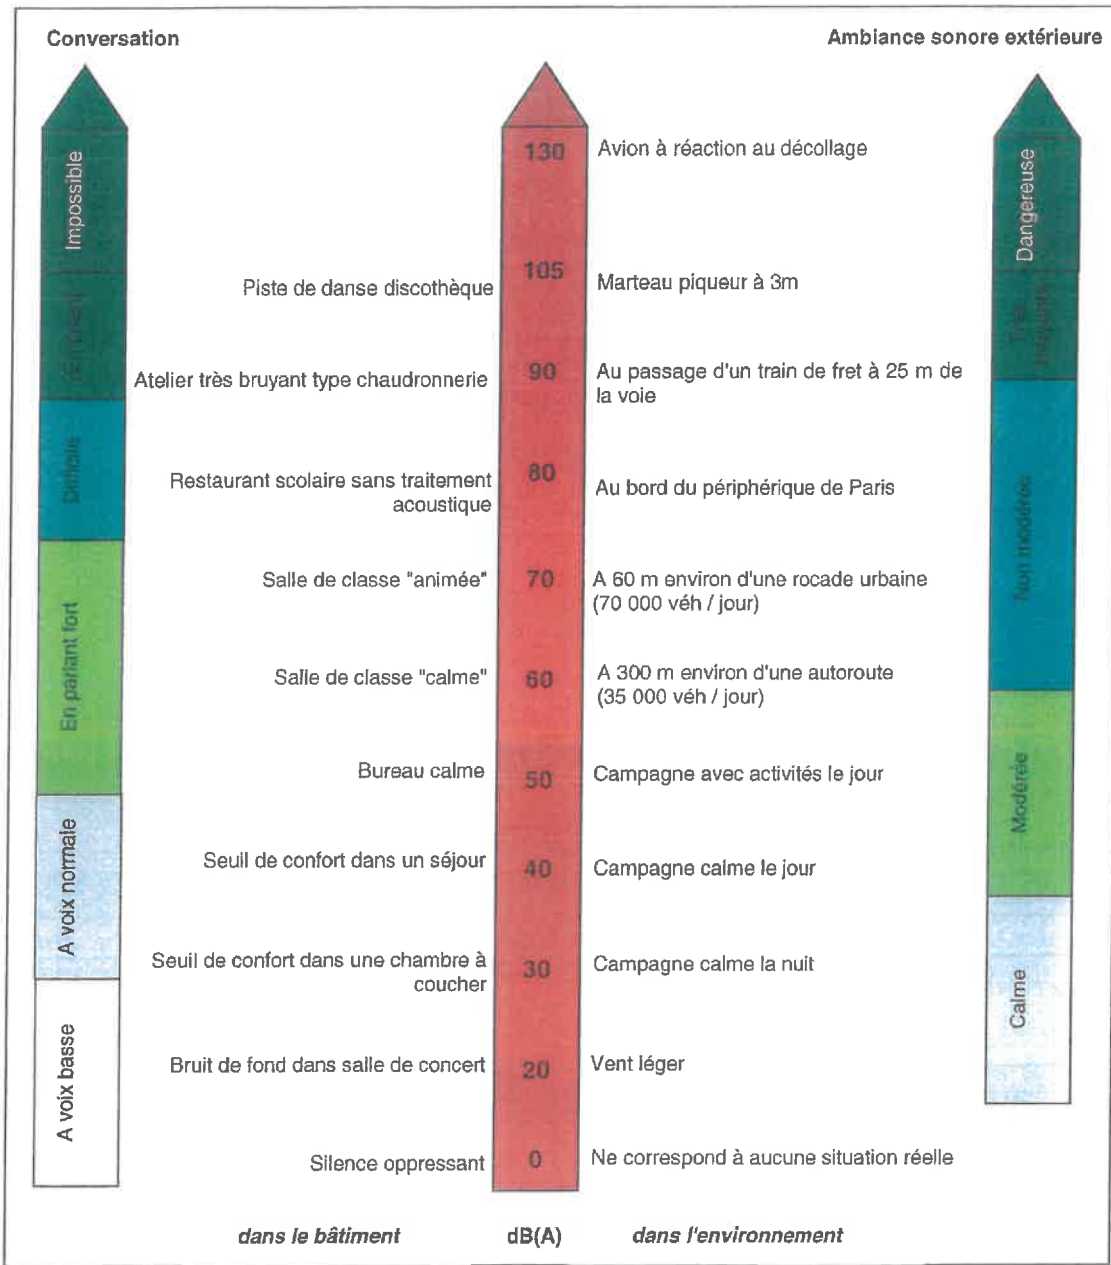 Conversation
Ambiance sonore extérieure
Impossible
Difficile
En parlant fort
A voix normale
A voix basse
130
Avion à réaction au décollage
Piste de danse discothèque
105
Marteau piqueur à 3m
Atelier très bruyant type chaudronnerie
90
Au passage d'un train de fret à 25 m de
la voie
Restaurant scolaire sans traitement
acoustique
80
Au bord du périphérique de Paris
Salle de classe "animée"
70
A 60 m environ d'une rocade urbaine
(70 000 véh / jour)
Salle de classe "calme"
60
A 300 m environ d'une autoroute
(35 000 véh / jour)
Bureau calme
50
Campagne avec activités le jour
Seuil de confort dans un séjour
40
Campagne calme le jour
Seuil de confort dans une chambre à
coucher
30
Campagne calme la nuit
Bruit de fond dans salle de concert
20
Vent léger
Silence oppressant
0
Ne correspond à aucune situation réelle
Dangereuse
Non modérée
Modérée
Calme
dans le bâtiment
dB(A)
dans l'environnement